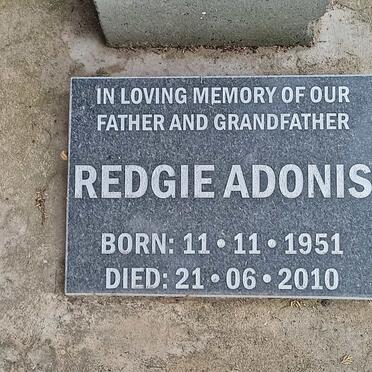 IN LOVING MEMORY OF OUR
FATHER AND GRANDFATHER
REDGIE ADONIS
BORN: 11 • 11 • 1951
DIED: 21 • 06 • 2010